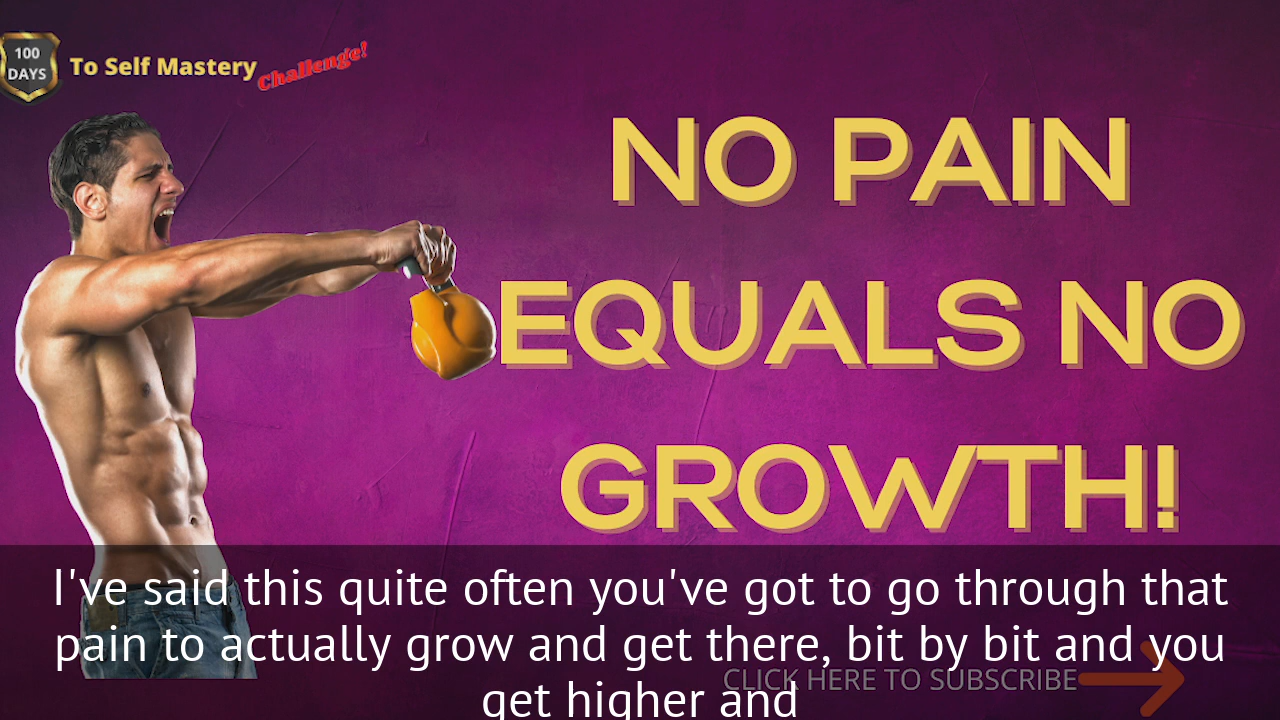 100
DAYS
To Self Mastery
Challenge!
NO PAIN
EQUALS NO
GROWTH!
I've said this quite often you've got to go through that
pain to actually grow and get there, bit by bit and you
get higher and
CLICK HERE TO SUBSCRIBE